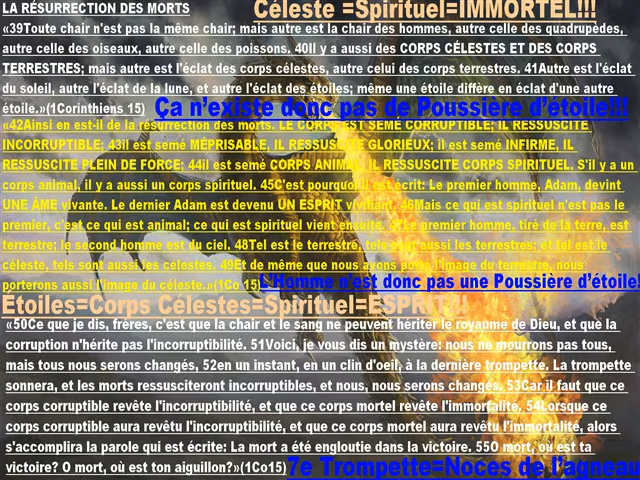 LA RÉSURRECTION DES MORTS
Céleste =Spirituel=IMMORTEL!!!
«39Toute chair n'est pas la même chair; mais autre est la chair des hommes, autre celle des quadrupèdes,
autre celle des oiseaux, autre celle des poissons. 40Il y a aussi des CORPS CÉLESTES ET DES CORPS
TERRESTRES; mais autre est l'éclat des corps célestes, autre celui des corps terrestres. 41Autre est l'éclat
du soleil, autre l'éclat de la lune, et autre l'éclat des étoiles; même une étoile diffère en éclat d'une autre
étoile.»(1Corinthiens 15)
Ça n'existe donc pas de Poussière d'étoile!!!
«42Ainsi en est-il de la résurrection des morts. LE CORPS EST SEMÉ CORRUPTIBLE; IL RESSUSCITE
INCORRUPTIBLE; 43il est semé MÉPRISABLE, IL RESSUSCITE GLORIEUX; il est semé INFIRME, IL
RESSUSCITE PLEIN DE FORCE; 44il est semé CORPS ANIMAL, IL RESSUSCITE CORPS SPIRITUEL. S'il y a un
corps animal, il y a aussi un corps spirituel. 45C'est pourquoi il est écrit: Le premier homme, Adam, devint
UNE ÂME vivante. Le dernier Adam est devenu UN ESPRIT vivifiant. 46Mais ce qui est spirituel n'est pas le
premier, c'est ce qui est animal; ce qui est spirituel vient ensuite. 47Le premier homme, tiré de la terre, est
terrestre; le second homme est du ciel. 48Tel est le terrestre, tels sont aussi les terrestres; et tel est le
céleste, tels sont aussi les célestes. 49Et de même que nous avons porté l'image du terrestre, nous
porterons aussi l'image du céleste.»(1Co 15)
L'Homme n'est donc pas une Poussière d'étoile!
Étoiles=Corps Célestes=Spirituel=ESPRIT!!!
«50Ce que je dis, frères, c'est que la chair et le sang ne peuvent hériter le royaume de Dieu, et que la
corruption n'hérite pas l'incorruptibilité. 51Voici, je vous dis un mystère: nous ne mourrons pas tous,
mais tous nous serons changés, 52en un instant, en un clin d'oeil, à la dernière trompette. La trompette
sonnera, et les morts ressusciteront incorruptibles, et nous, nous serons changés. 53Car il faut que ce
corps corruptible revête l'incorruptibilité, et que ce corps mortel revête l'immortalité. 54Lorsque ce
corps corruptible aura revêtu l'incorruptibilité, et que ce corps mortel aura revêtu l'immortalité, alors
s'accomplira la parole qui est écrite: La mort a été engloutie dans la victoire. 55O mort, où est ta
victoire? O mort, où est ton aiguillon?»(1Co15)
7e Trompette=Noces de l'agneau